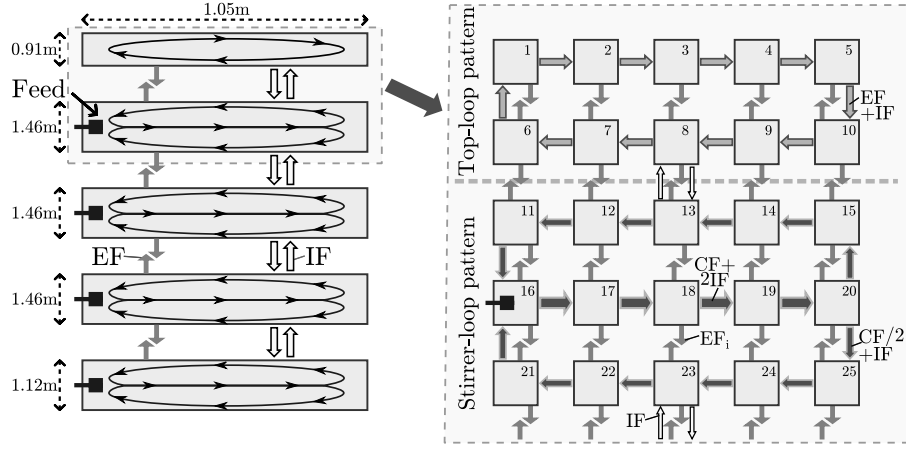 1.05m
0.91m
Feed
1.46m
1.46m
EF
IF
1.46m
1.12m
Top-loop pattern
1
2
3
4
5
EF
+IF
6
7
8
9
10
Stirrer-loop pattern
11
12
13
14
15
CF+
2IF
16
17
18
19
20
EFi
CF/2
+IF
21
22
23
24
25
IF